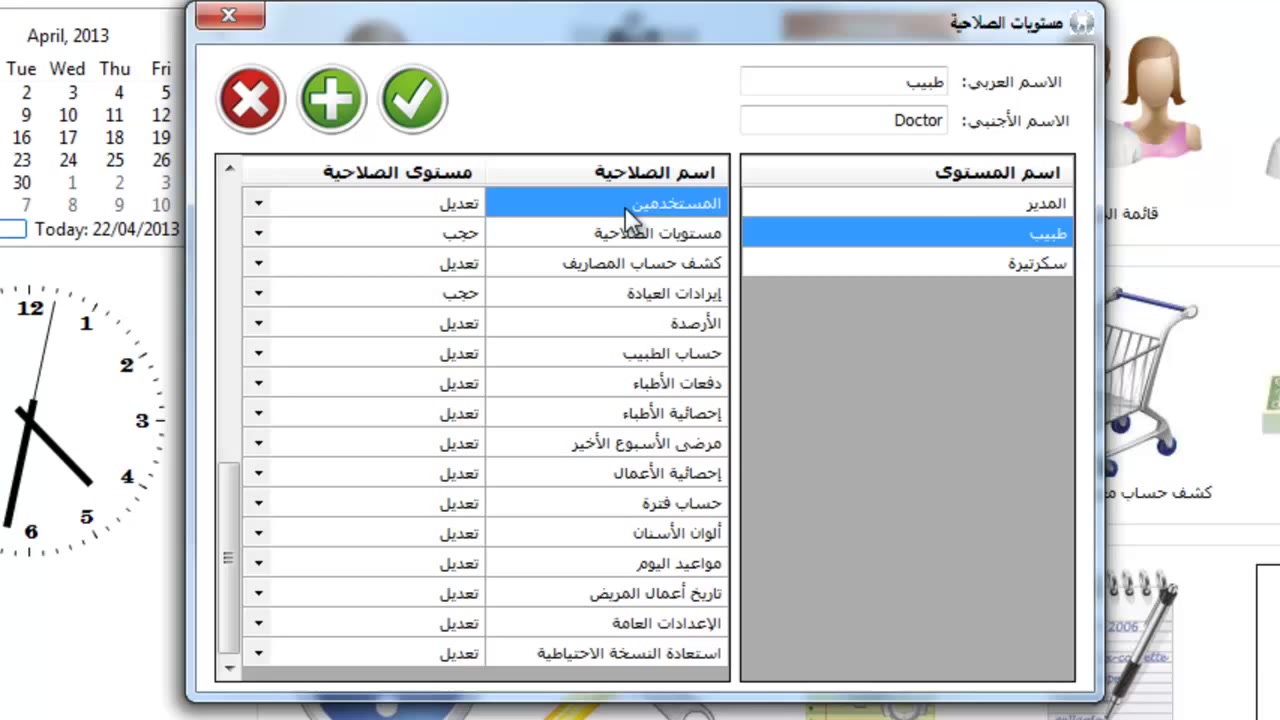 مستويات الصلاحية
الاسم العربي: طبيب
الاسم الأجنبي: Doctor
اسم المستوى
المدير
طبيب
سكرتيرة
اسم الصلاحية مستوى الصلاحية
المستخدمين تعديل
مستويات الصلاحية حجب
كشف حساب المصاريف تعديل
إيرادات العيادة حجب
الأرصدة تعديل
حساب الطبيب تعديل
دفعات الأطباء تعديل
إحصائية الأطباء تعديل
مرضى الأسبوع الأخير تعديل
إحصائية الأعمال تعديل
حساب فترة تعديل
ألوان الأسنان تعديل
مواعيد اليوم تعديل
تاريخ أعمال المريض تعديل
الإعدادات العامة تعديل
استعادة النسخة الاحتياطية تعديل
April, 2013
Tue Wed Thu Fri
2 3 4 5
9 10 11 12
16 17 18 19
23 24 25 26
30 1 2 3
7 8 9 10
Today: 22/04/2013
12
1
2
3
4
5
6
قائمة
كشف حساب
2006